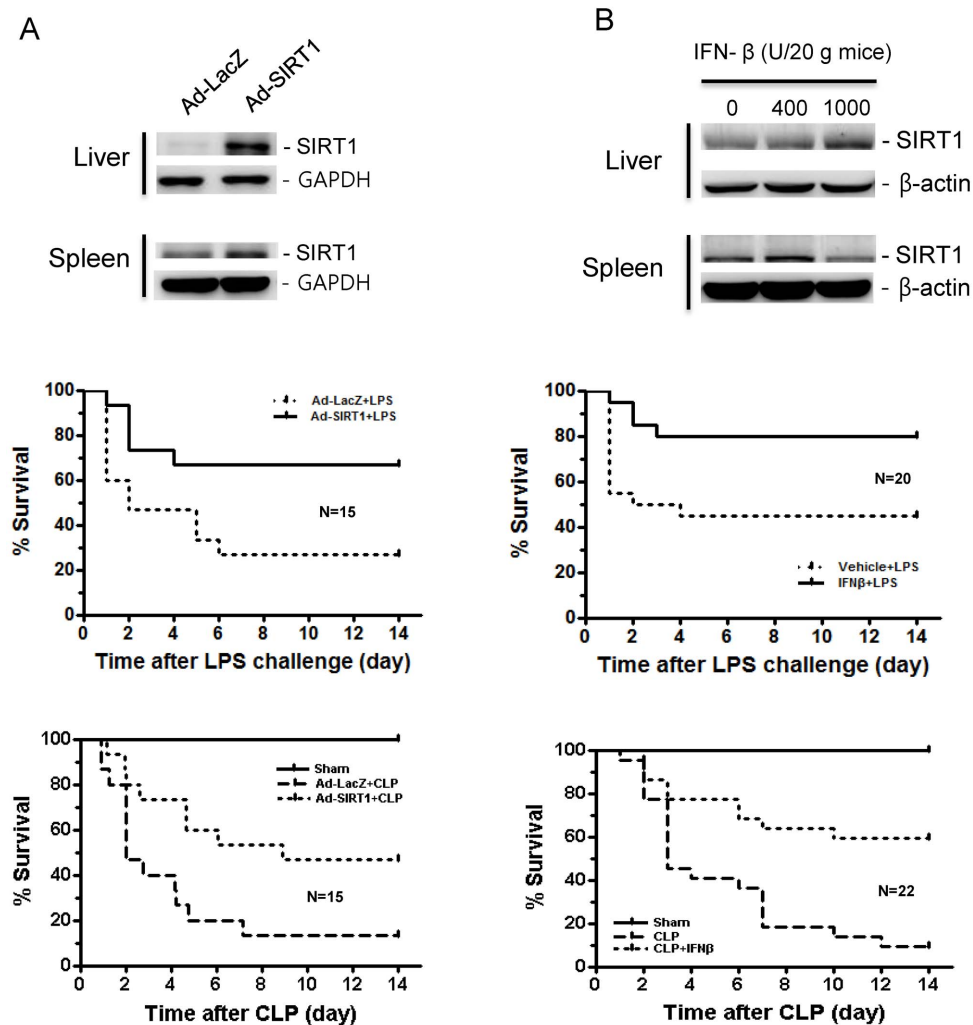 A
Ad-LacZ
Ad-SIRT1
Liver
- SIRT1
- GAPDH
Spleen
- SIRT1
- GAPDH
B
IFN- β (U/20 g mice)
0 400 1000
Liver
- SIRT1
- β-actin
Spleen
- SIRT1
- β-actin
% Survival
100
80
60
40
20
0
Ad-LacZ+LPS
Ad-SIRT1+LPS
N=15
0 2 4 6 8 10 12 14
Time after LPS challenge (day)
% Survival
100
80
60
40
20
0
N=20
Vehicle+LPS
IFNβ+LPS
0 2 4 6 8 10 12 14
Time after LPS challenge (day)
% Survival
100
80
60
40
20
0
Sham
Ad-LacZ+CLP
Ad-SIRT1+CLP
N=15
0 2 4 6 8 10 12 14
Time after CLP (day)
% Survival
100
80
60
40
20
0
N=22
Sham
CLP
CLP+IFNβ
0 2 4 6 8 10 12 14
Time after CLP (day)